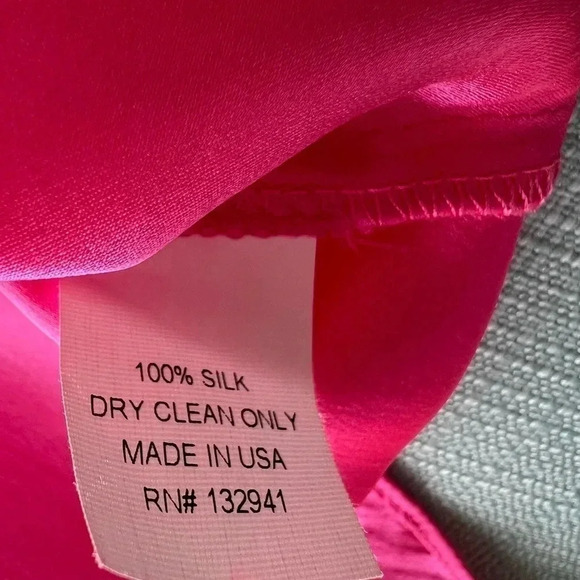 100% SILK
DRY CLEAN ONLY
MADE IN USA
RN# 132941